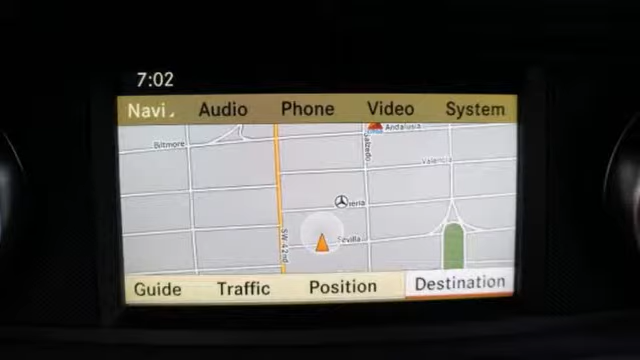 7:02
Navi Audio Phone Video System
Andalusia
Biltmore
Valencia
Sevilla
SW 42nd
Guide Traffic Position Destination